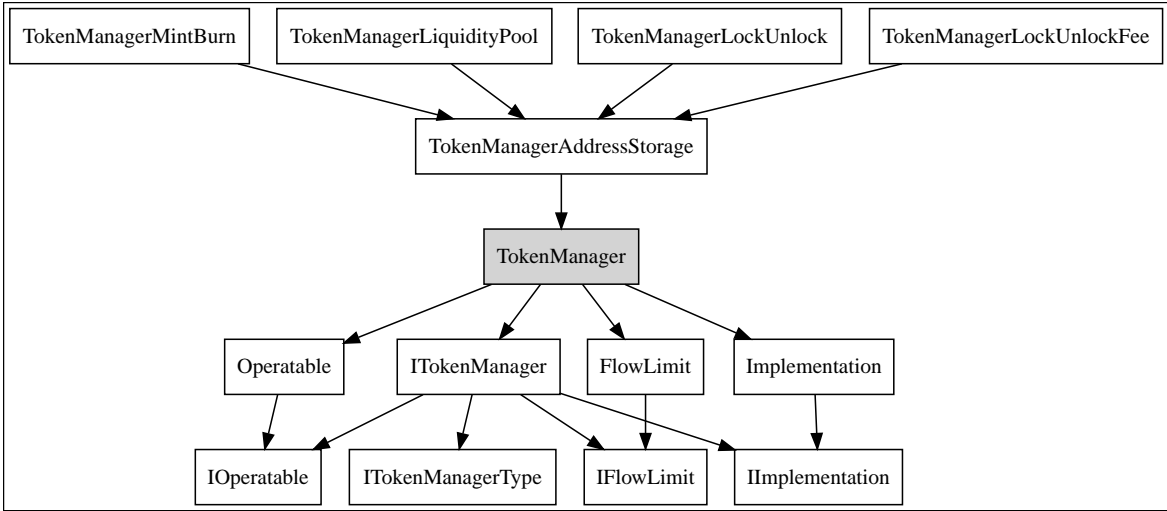 TokenManagerMintBurn
TokenManagerLiquidityPool
TokenManagerLockUnlock
TokenManagerLockUnlockFee
TokenManagerAddressStorage
TokenManager
Operatable
ITokenManager
FlowLimit
Implementation
IOperatable
ITokenManagerType
IFlowLimit
IImplementation